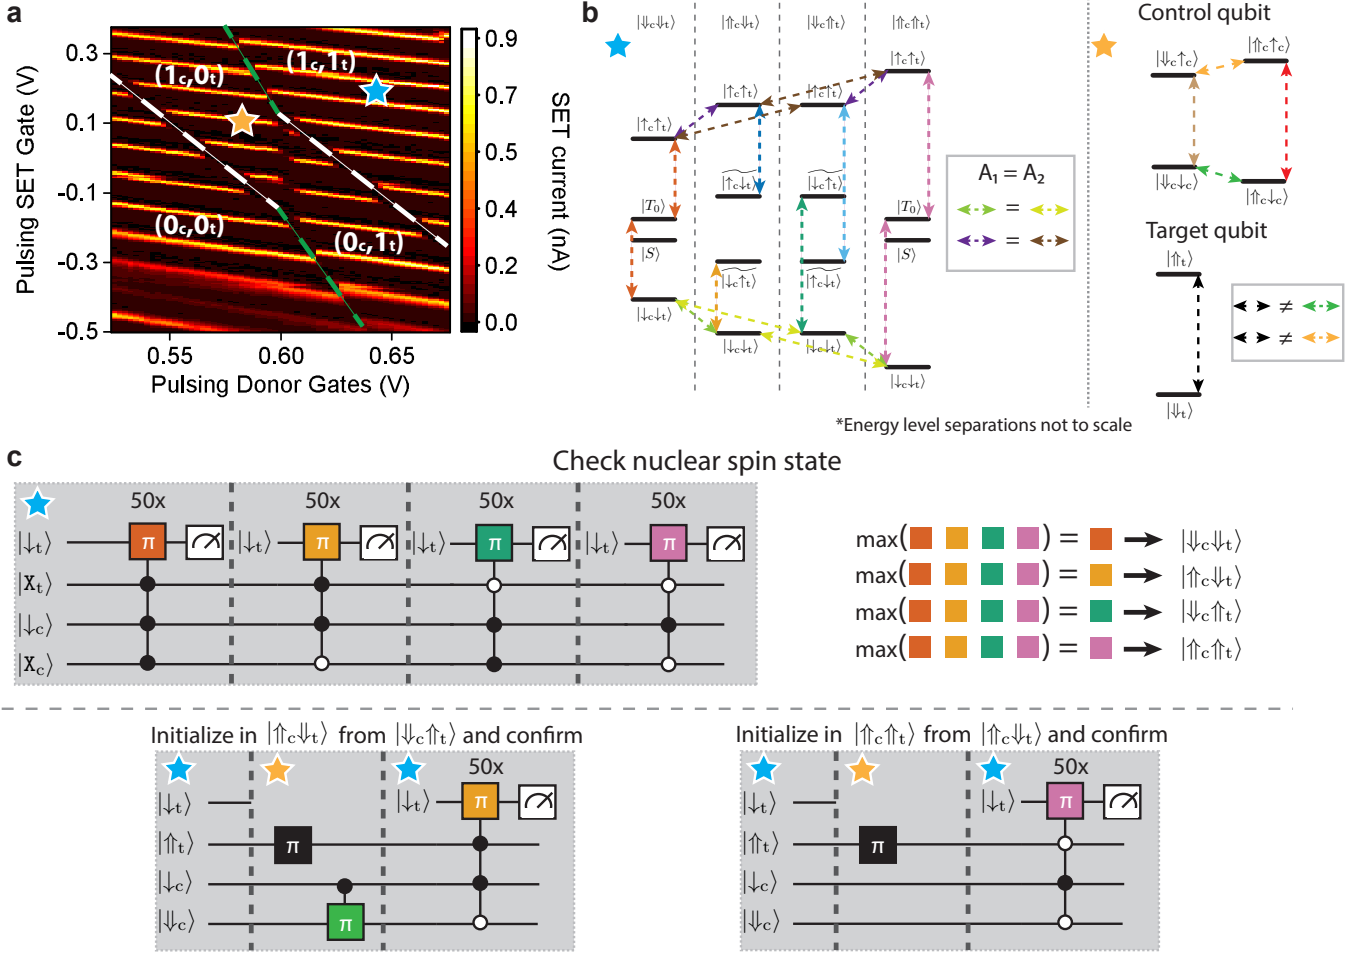 a
0.3
0.1
-0.1
-0.3
-0.5
Pulsing SET Gate (V)
(1c,0t)
(1c,1t)
(0c,0t)
(0c,1t)
0.55
0.60
0.65
Pulsing Donor Gates (V)
0.9
0.7
0.6
0.4
0.3
0.2
0.0
SET current (nA)
b
|⇓c⇓t⟩
|⇑c⇓t⟩
|⇓c⇑t⟩
|⇑c⇑t⟩
|↑c↑t⟩
|↑c↑t⟩
|↑c↑t⟩
|↑c↑t⟩
|↑c↓t⟩
|↓c↑t⟩
|T0⟩
|T0⟩
|S⟩
|S⟩
|↓c↑t⟩
|↑c↓t⟩
|↓c↓t⟩
|↓c↓t⟩
|↓c↓t⟩
|↓c↓t⟩
A1 = A2
=
=
*Energy level separations not to scale
Control qubit
|⇓c↑c⟩
|⇑c↑c⟩
|⇓c↓c⟩
|⇑c↓c⟩
Target qubit
|⇑t⟩
|⇓t⟩
≠
≠
c
Check nuclear spin state
50x
50x
50x
50x
|↓t⟩
π
|↓t⟩
π
|↓t⟩
π
|↓t⟩
π
|Xt⟩
|↓c⟩
|Xc⟩
max( ) = → |⇓c⇓t⟩
max( ) = → |⇑c⇓t⟩
max( ) = → |⇓c⇑t⟩
max( ) = → |⇑c⇑t⟩
Initialize in |⇑c⇓t⟩ from |⇓c⇑t⟩ and confirm
50x
|↓t⟩
|↓t⟩
π
|⇑t⟩
π
|↓c⟩
|⇓c⟩
π
Initialize in |⇑c⇑t⟩ from |⇑c⇓t⟩ and confirm
50x
|↓t⟩
|↓t⟩
π
|⇑t⟩
π
|↓c⟩
|⇓c⟩